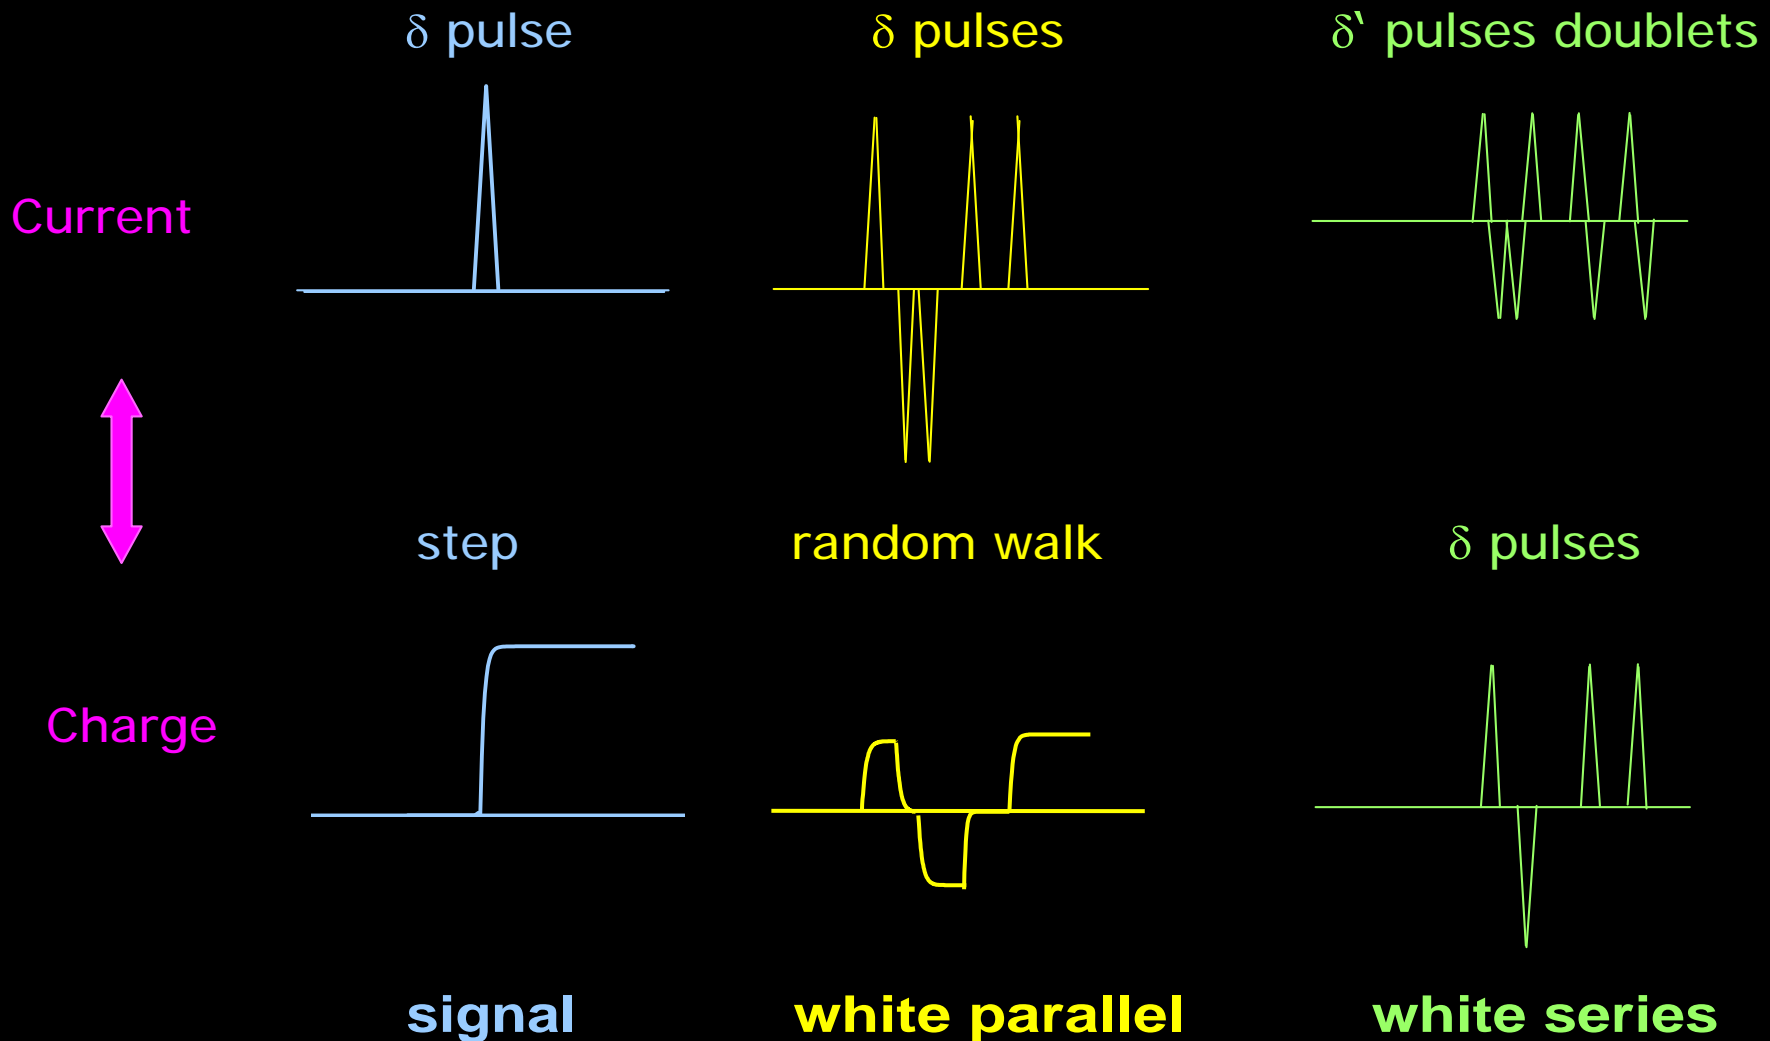 δ pulse
δ pulses
δ‘ pulses doublets
Current
step
random walk
δ pulses
Charge
signal
white parallel
white series